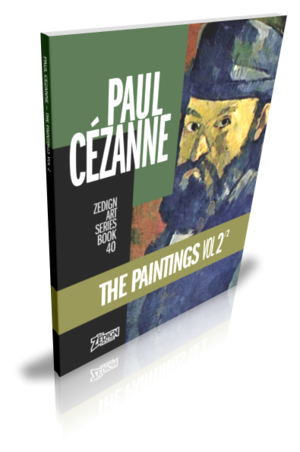 PAUL CÉZANNE - THE PAINTINGS VOL 2
PAUL
CÉZANNE
ZEDIGN
ART
SERIES
BOOK
40
THE PAINTINGS VOL 2
ZEDIGN